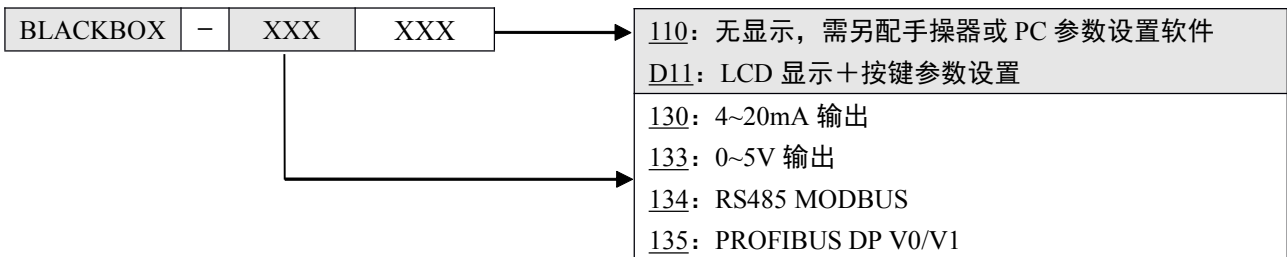 BLACKBOX – XXX XXX
110：无显示，需另配手操器或 PC 参数设置软件
D11：LCD 显示＋按键参数设置
130：4~20mA 输出
133：0~5V 输出
134：RS485 MODBUS
135：PROFIBUS DP V0/V1